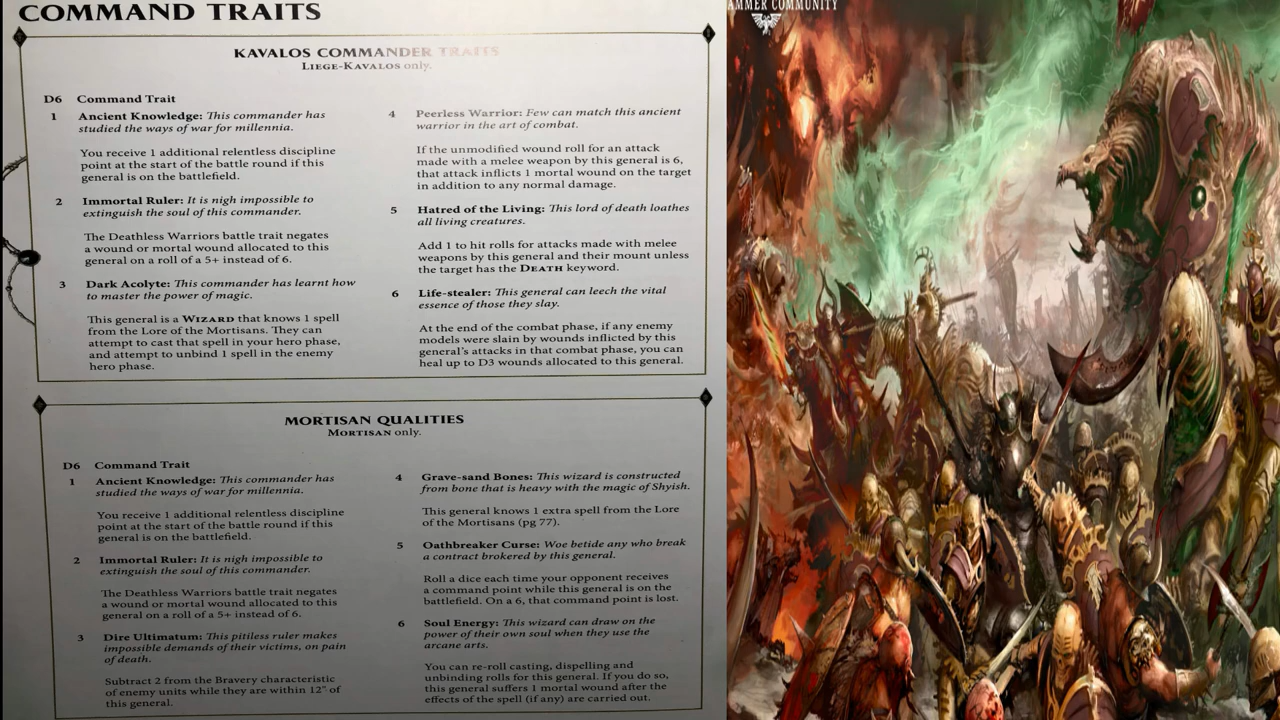 COMMAND TRAITS
KAVALOS COMMANDER TRAITS
LIEGE-KAVALOS only.
D6 Command Trait
1 Ancient Knowledge: This commander has
studied the ways of war for millennia.
You receive 1 additional relentless discipline
point at the start of the battle round if this
general is on the battlefield.
2 Immortal Ruler: It is nigh impossible to
extinguish the soul of this commander.
The Deathless Warriors battle trait negates
a wound or mortal wound allocated to this
general on a roll of a 5+ instead of 6.
3 Dark Acolyte: This commander has learnt how
to master the power of magic.
This general is a WIZARD that knows 1 spell
from the Lore of the Mortisans. They can
attempt to cast that spell in your hero phase,
and attempt to unbind 1 spell in the enemy
hero phase.
4 Peerless Warrior: Few can match this ancient
warrior in the art of combat.
If the unmodified wound roll for an attack
made with a melee weapon by this general is 6,
that attack inflicts 1 mortal wound on the target
in addition to any normal damage.
5 Hatred of the Living: This lord of death loathes
all living creatures.
Add 1 to hit rolls for attacks made with melee
weapons by this general and their mount unless
the target has the DEATH keyword.
6 Life-stealer: This general can leech the vital
essence of those they slay.
At the end of the combat phase, if any enemy
models were slain by wounds inflicted by this
general's attacks in that combat phase, you can
heal up to D3 wounds allocated to this general.
MORTISAN QUALITIES
MORTISAN only.
D6 Command Trait
1 Ancient Knowledge: This commander has
studied the ways of war for millennia.
You receive 1 additional relentless discipline
point at the start of the battle round if this
general is on the battlefield.
2 Immortal Ruler: It is nigh impossible to
extinguish the soul of this commander.
The Deathless Warriors battle trait negates
a wound or mortal wound allocated to this
general on a roll of a 5+ instead of 6.
3 Dire Ultimatum: This pitiless ruler makes
impossible demands of their victims, on pain
of death.
Subtract 2 from the Bravery characteristic
of enemy units while they are within 12" of
this general.
4 Grave-sand Bones: This wizard is constructed
from bone that is heavy with the magic of Shyish.
This general knows 1 extra spell from the Lore
of the Mortisans (pg 77).
5 Oathbreaker Curse: Woe betide any who break
a contract brokered by this general.
Roll a dice each time your opponent receives
a command point while this general is on the
battlefield. On a 6, that command point is lost.
6 Soul Energy: This wizard can draw on the
power of their own soul when they use the
arcane arts.
You can re-roll casting, dispelling and
unbinding rolls for this general. If you do so,
this general suffers 1 mortal wound after the
effects of the spell (if any) are carried out.
AMMER COMMUNITY